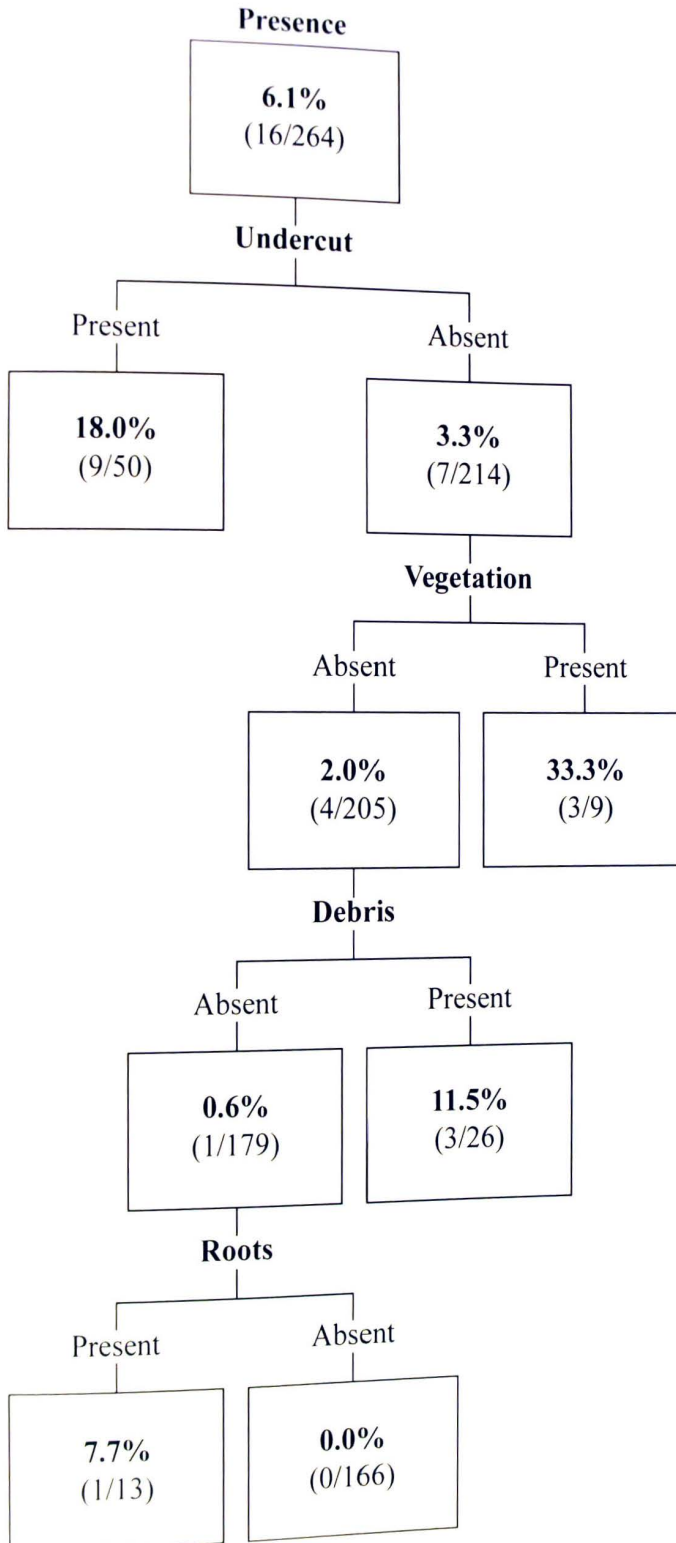 Presence
6.1%
(16/264)
Undercut
Present
Absent
18.0%
(9/50)
3.3%
(7/214)
Vegetation
Absent
Present
2.0%
(4/205)
33.3%
(3/9)
Debris
Absent
Present
0.6%
(1/179)
11.5%
(3/26)
Roots
Present
Absent
7.7%
(1/13)
0.0%
(0/166)